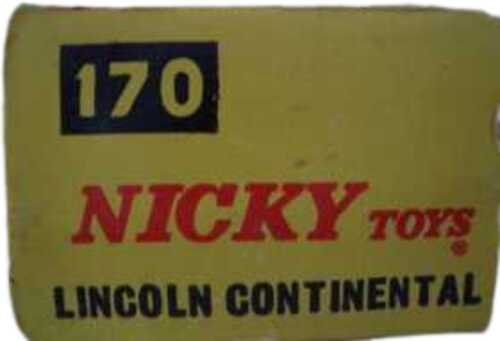 170
NICKY TOYS
®
LINCOLN CONTINENTAL